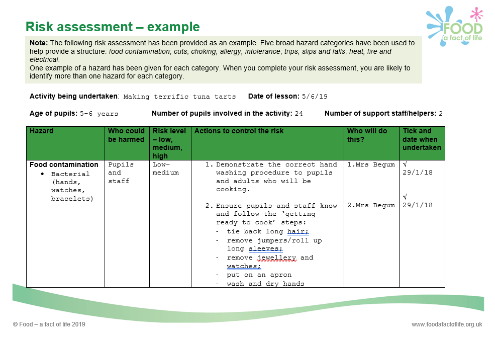 Risk assessment – example
FOOD
a fact of life
Note: The following risk assessment has been provided as an example. Five broad hazard categories have been used to
help provide a structure: food contamination, cuts, choking, allergy, intolerance, trips, slips and falls, heat, fire and
electrical.
One example of a hazard has been given for each category. When you complete your risk assessment, you are likely to
identify more than one hazard for each category.
Activity being undertaken: Making terrific tuna tarts Date of lesson: 5/6/19
Age of pupils: 5-6 years Number of pupils involved in the activity: 24 Number of support staff/helpers: 2
Hazard
Who could
be harmed
Risk level
– low,
medium,
high
Actions to control the risk
Who will do
this?
Tick and
date when
undertaken
Food contamination
• Bacterial
(hands,
watches,
bracelets)
Pupils
and
staff
Low-
medium
1. Demonstrate the correct hand
washing procedure to pupils
and adults who will be
cooking.
2. Ensure pupils and staff know
and follow the 'getting
ready to cook' steps:
- tie back long hair;
- remove jumpers/roll up
long sleeves;
- remove jewellery and
watches;
- put on an apron
- wash and dry hands
1.Mrs Begum
2.Mrs Begum
√
29/1/18
√
29/1/18
© Food – a fact of life 2019
www.foodafactoflife.org.uk